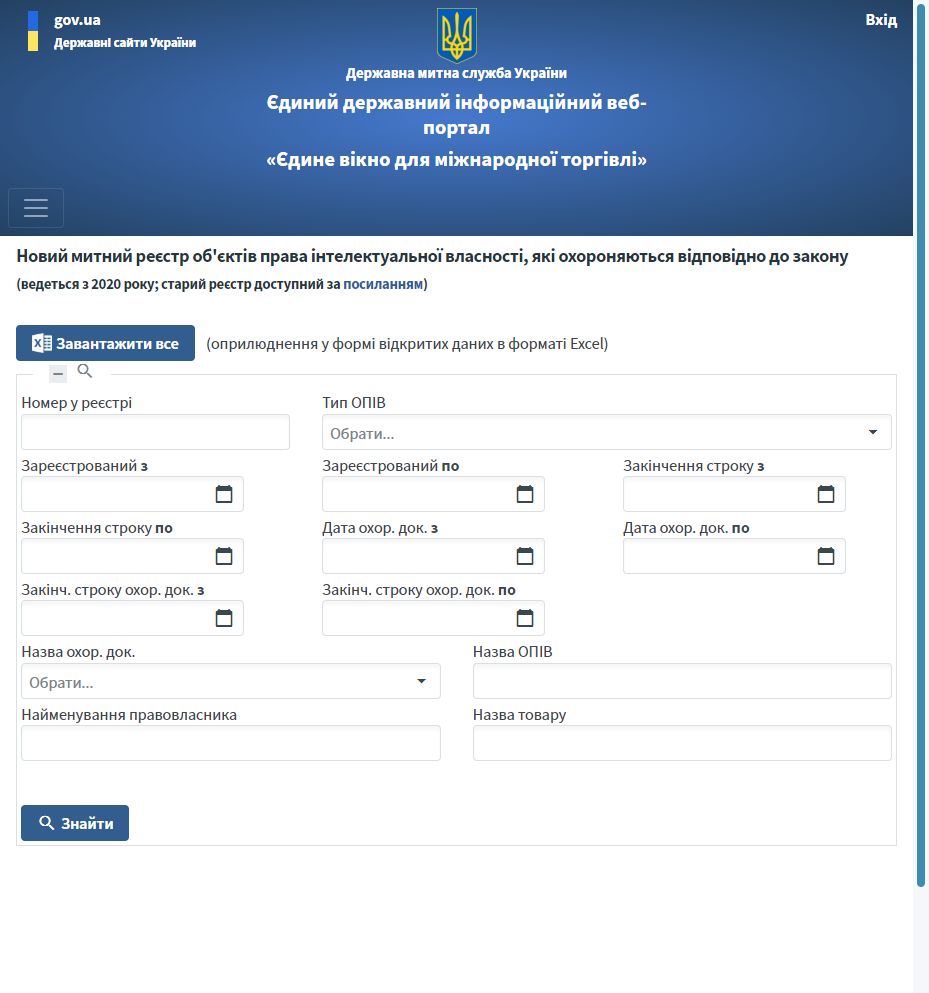 gov.ua
Державні сайти України
Вхід
Державна митна служба України
Єдиний державний інформаційний веб-
портал
«Єдине вікно для міжнародної торгівлі»
Новий митний реєстр об'єктів права інтелектуальної власності, які охороняються відповідно до закону
(ведеться з 2020 року; старий реєстр доступний за посиланням)
Завантажити все (оприлюднення у формі відкритих даних в форматі Excel)
Номер у реєстрі Тип ОПІВ
Обрати...
Зареєстрований з Зареєстрований по Закінчення строку з
Закінчення строку по Дата охор. док. з Дата охор. док. по
Закінч. строку охор. док. з Закінч. строку охор. док. по
Назва охор. док. Назва ОПІВ
Обрати...
Найменування правовласника Назва товару
Знайти